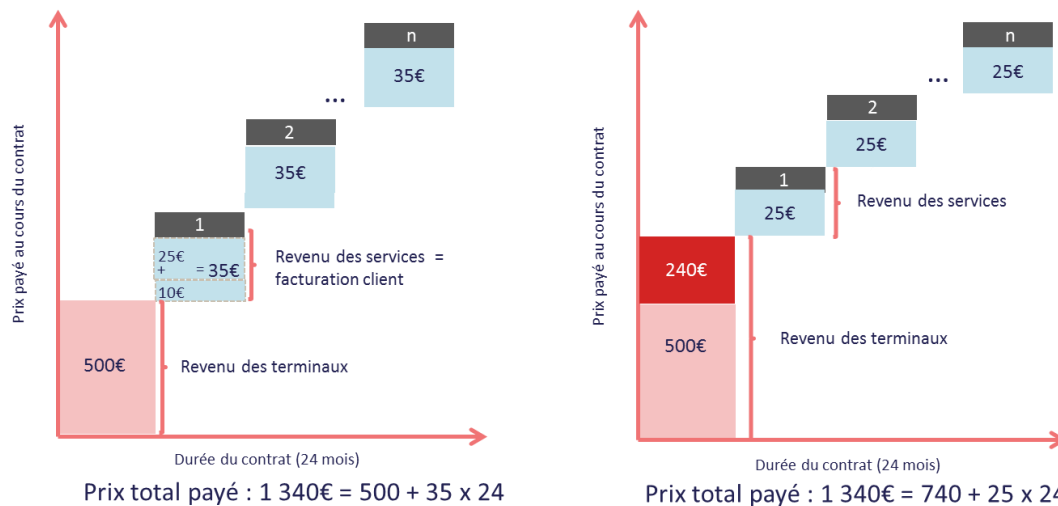 Prix payé au cours du contrat
n
35€
...
2
35€
1
25€
+
= 35€
10€
Revenu des services =
facturation client
500€
Revenu des terminaux
Durée du contrat (24 mois)
Prix total payé : 1 340€ = 500 + 35 x 24
Prix payé au cours du contrat
n
25€
...
2
25€
1
25€
Revenu des services
240€
500€
Revenu des terminaux
Durée du contrat (24 mois)
Prix total payé : 1 340€ = 740 + 25 x 24